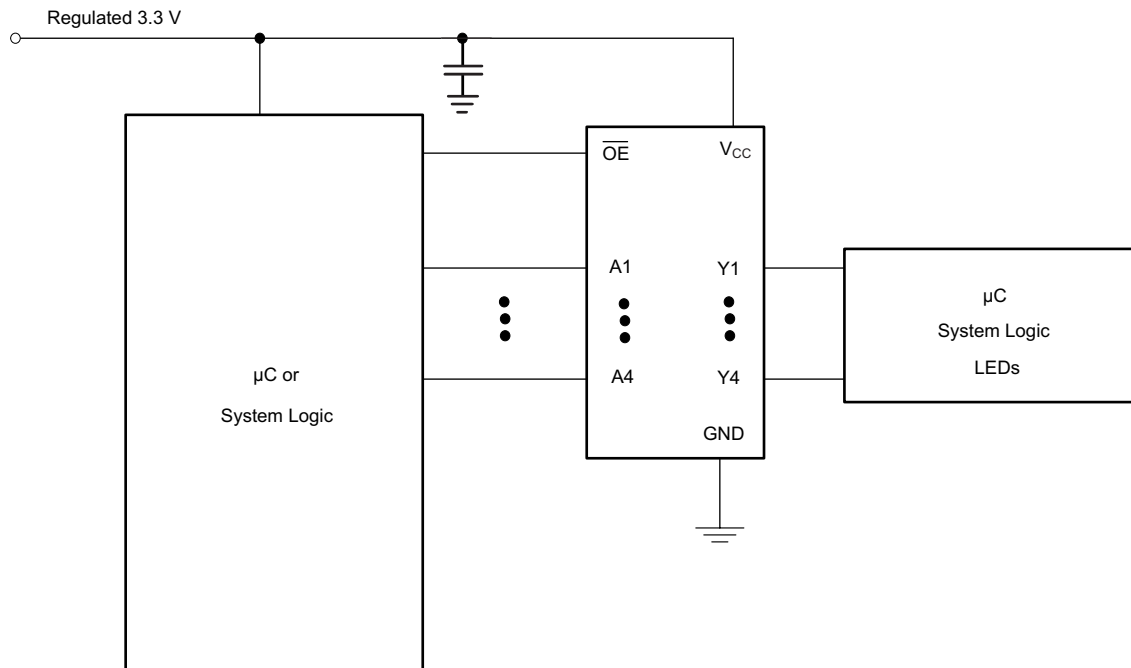 Regulated 3.3 V
OE VCC
A1 Y1
µC or
System Logic
A4 Y4
GND
µC
System Logic
LEDs